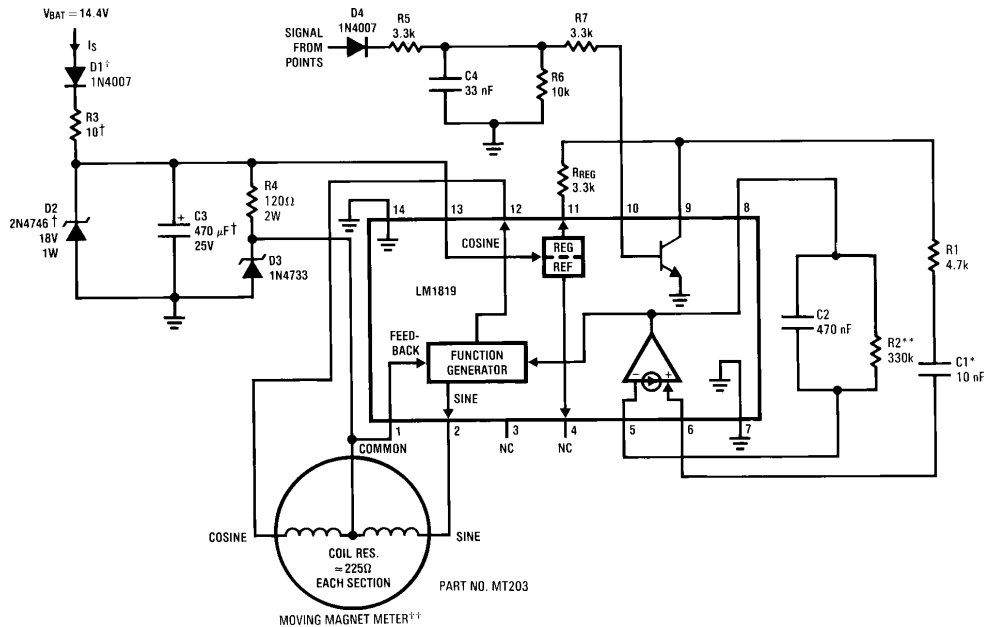 VBAT = 14.4V
IS
D1†
1N4007
R3
10†
D2
2N4746†
18V
1W
C3
+
470 µF†
25V
R4
120Ω
2W
D3
1N4733
SIGNAL
FROM
POINTS
D4
1N4007
R5
3.3k
C4
33 nF
R6
10k
R7
3.3k
RREG
3.3k
14
13
12
11
10
9
8
COSINE
REG
REF
LM1819
FEED-
BACK
FUNCTION
GENERATOR
SINE
− +
1
2
3
4
5
6
7
COMMON
NC
NC
C2
470 nF
R2**
330k
R1
4.7k
C1*
10 nF
COSINE
SINE
COIL RES.
≈225Ω
EACH SECTION
PART NO. MT203
MOVING MAGNET METER††